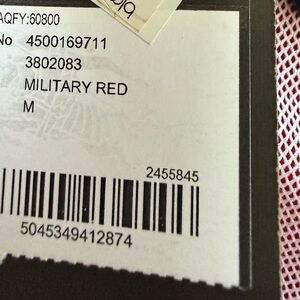 AQFY:60800
No 4500169711
3802083
MILITARY RED
M
2455845
5045349412874